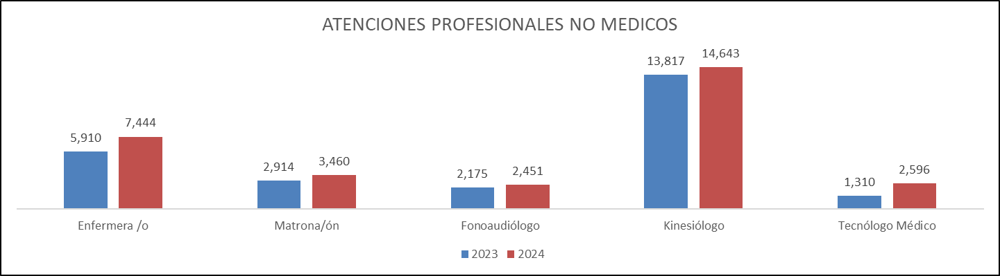 ATENCIONES PROFESIONALES NO MEDICOS
5,910
7,444
2,914
3,460
2,175
2,451
13,817
14,643
1,310
2,596
Enfermera /o
Matrona/ón
Fonoaudiólogo
Kinesiólogo
Tecnólogo Médico
2023
2024